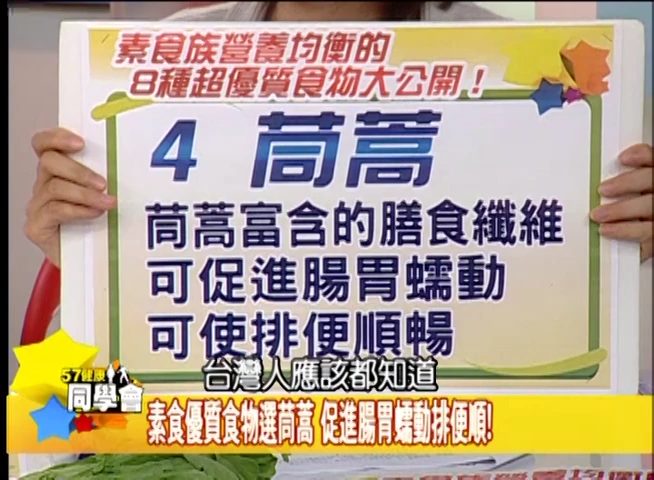 素食族營養均衡的
8種超優質食物大公開！
4 茼蒿
茼蒿富含的膳食纖維
可促進腸胃蠕動
可使排便順暢
台灣人應該都知道
57健康
同學會
素食優質食物選茼蒿 促進腸胃蠕動排便順!